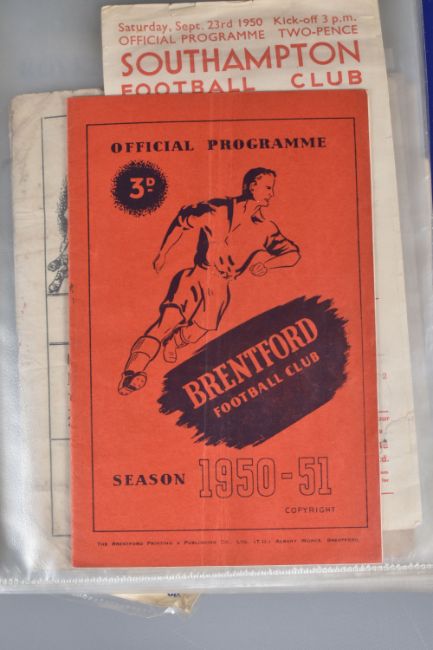 Saturday, Sept. 23rd 1950 Kick-off 3 p.m.
OFFICIAL PROGRAMME TWO-PENCE
SOUTHAMPTON
FOOTBALL CLUB
OFFICIAL PROGRAMME
3D-
BRENTFORD
FOOTBALL CLUB
SEASON 1950-51
COPYRIGHT
THE BRENTFORD PRINTING & PUBLISHING CO., LTD. (T.U.) ALBANY WORKS, BRENTFORD.